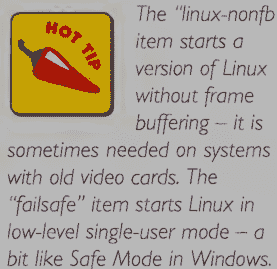 HOT TIP
The "linux-nonfb
item starts a
version of Linux
without frame
buffering – it is
sometimes needed on systems
with old video cards. The
"failsafe" item starts Linux in
low-level single-user mode – a
bit like Safe Mode in Windows.